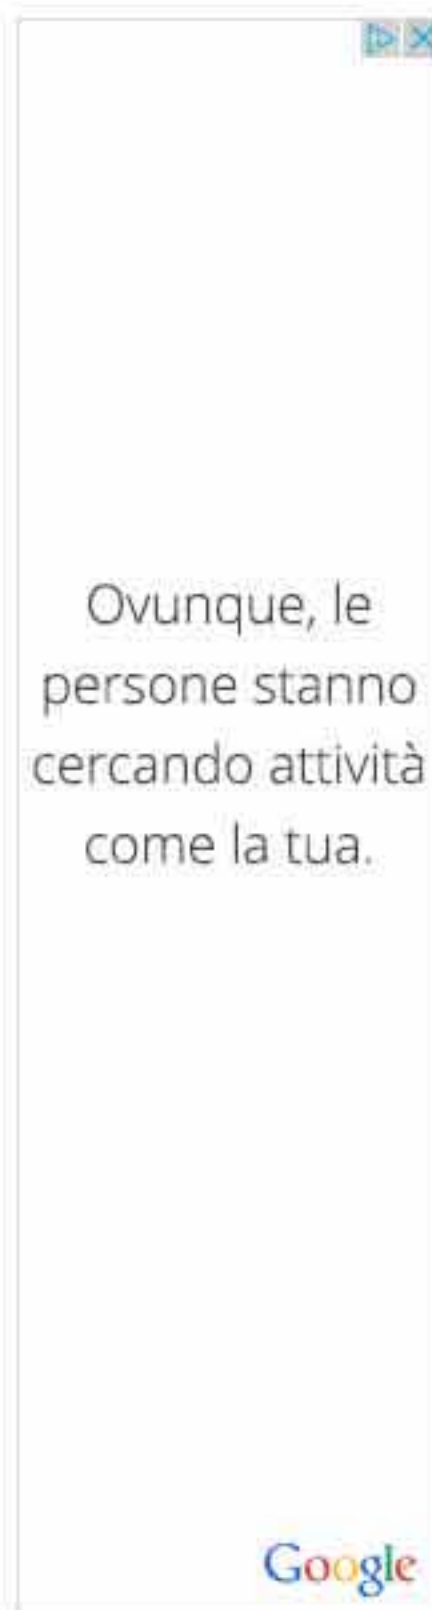 Ovunque, le
persone stanno
cercando attività
come la tua.
Google